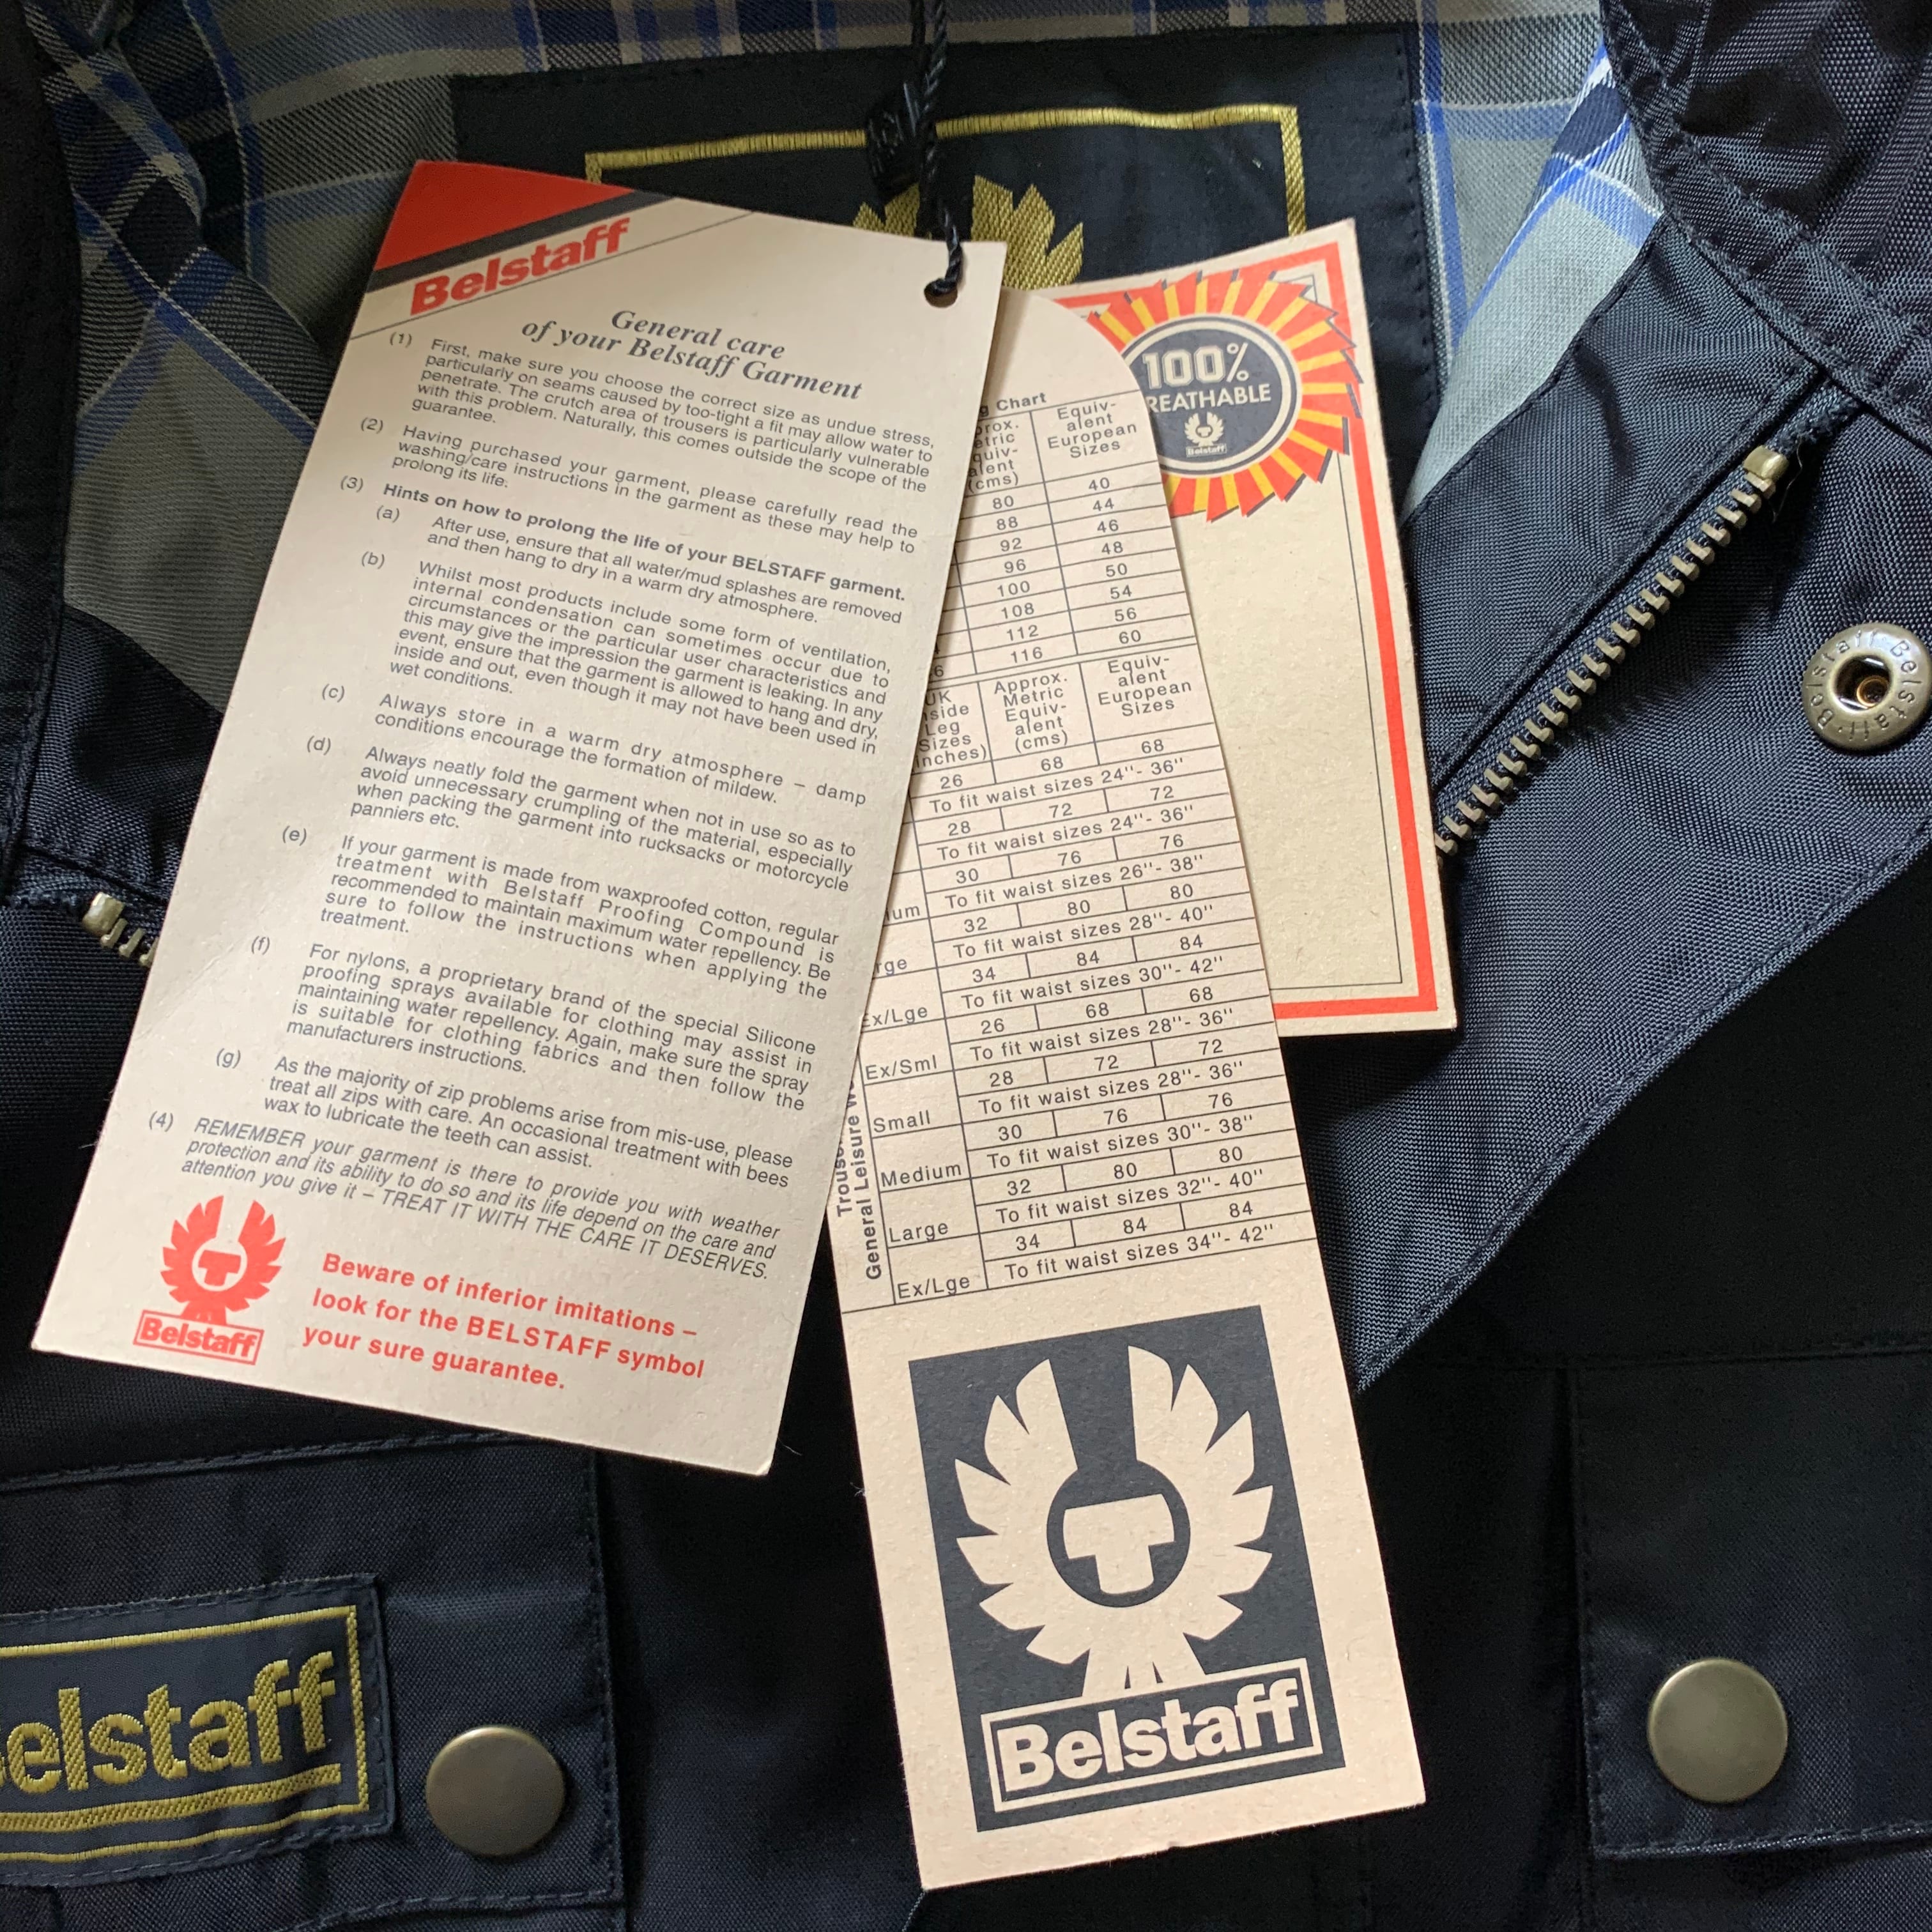 Belstaff
General care
of your Belstaff Garment
(1) First, make sure you choose the correct size as undue stress,
particularly on seams caused by too-tight a fit may allow water to
penetrate. The crutch area of trousers is particularly vulnerable
with this problem. Naturally, this comes outside the scope of the
guarantee.
(2) Having purchased your garment, please carefully read the
washing/care instructions in the garment as these may help to
prolong its life.
(3) Hints on how to prolong the life of your BELSTAFF garment.
(a) After use, ensure that all water/mud splashes are removed
and then hang to dry in a warm dry atmosphere.
(b) Whilst most products include some form of ventilation,
internal condensation can sometimes occur due to
circumstances or the particular user characteristics and
this may give the impression the garment is leaking. In any
event, ensure that the garment is allowed to hang and dry,
inside and out, even though it may not have been used in
wet conditions.
(c) Always store in a warm dry atmosphere – damp
conditions encourage the formation of mildew.
(d) Always neatly fold the garment when not in use so as to
avoid unnecessary crumpling of the material, especially
when packing the garment into rucksacks or motorcycle
panniers etc.
(e) If your garment is made from waxproofed cotton, regular
treatment with Belstaff Proofing Compound is
recommended to maintain maximum water repellency. Be
sure to follow the instructions when applying the
treatment.
(f) For nylons, a proprietary brand of the special Silicone
proofing sprays available for clothing may assist in
maintaining water repellency. Again, make sure the spray
is suitable for clothing fabrics and then follow the
manufacturers instructions.
(g) As the majority of zip problems arise from mis-use, please
treat all zips with care. An occasional treatment with bees
wax to lubricate the teeth can assist.
(4) REMEMBER your garment is there to provide you with weather
protection and its ability to do so and its life depend on the care and
attention you give it – TREAT IT WITH THE CARE IT DESERVES.
Belstaff
Beware of inferior imitations –
look for the BELSTAFF symbol
your sure guarantee.
Chart
Equiv-
alent
European
Sizes
alent
(cms)
40
80 44
88 46
92 48
96 50
100 54
108 56
112 60
116
UK
Leg
Sizes
Approx.
Metric
Equiv-
alent
(cms)
Equiv-
alent
European
Sizes
26 68 68
To fit waist sizes 24"- 36"
28 72 72
To fit waist sizes 24"- 36"
30 76 76
To fit waist sizes 26"- 38"
32 80 80
To fit waist sizes 28"- 40"
34 84 84
Ex/Lge To fit waist sizes 30"- 42"
26 68 68
Ex/Sml To fit waist sizes 28"- 36"
28 72 72
Small To fit waist sizes 28"- 36"
30 76 76
Medium To fit waist sizes 30"- 38"
32 80 80
Large To fit waist sizes 32"- 40"
34 84 84
Ex/Lge To fit waist sizes 34"- 42"
General Leisure
Belstaff
100%
REATHABLE
Belstaff
Belstaff Belstaff
elstaff